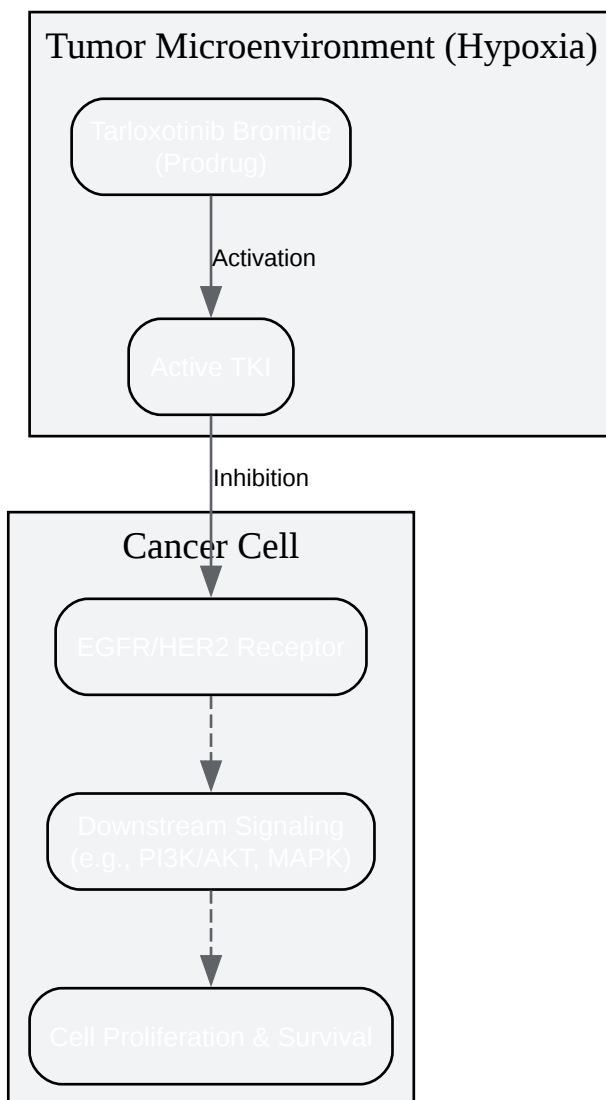 Tumor Microenvironment (Hypoxia)
Tarloxotinib Bromide
(Prodrug)
Activation
Active TKI
Inhibition
Cancer Cell
EGFR/HER2 Receptor
Downstream Signaling
(e.g., PI3K/AKT, MAPK)
Cell Proliferation & Survival